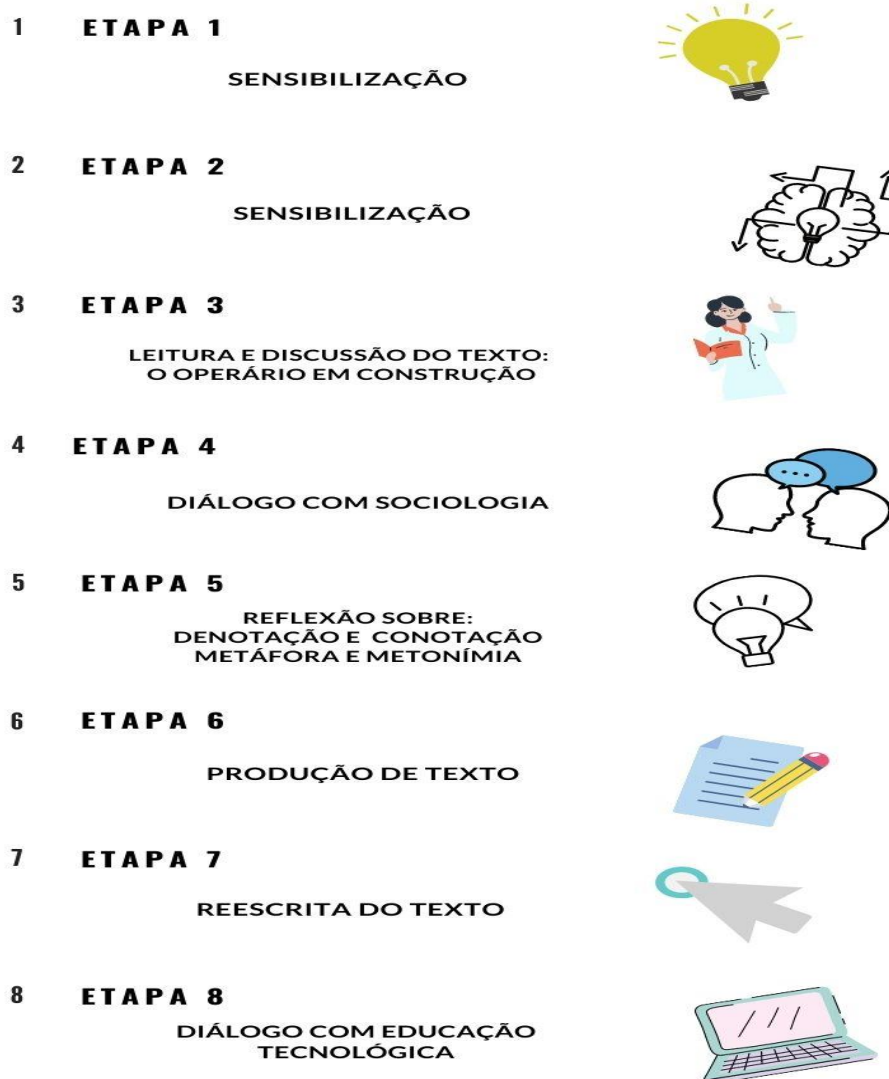 1 ETAPA 1
SENSIBILIZAÇÃO
2 ETAPA 2
SENSIBILIZAÇÃO
3 ETAPA 3
LEITURA E DISCUSSÃO DO TEXTO:
O OPERÁRIO EM CONSTRUÇÃO
4 ETAPA 4
DIÁLOGO COM SOCIOLOGIA
5 ETAPA 5
REFLEXÃO SOBRE:
DENOTAÇÃO E CONOTAÇÃO
METÁFORA E METONÍMIA
6 ETAPA 6
PRODUÇÃO DE TEXTO
7 ETAPA 7
REESCRITA DO TEXTO
8 ETAPA 8
DIÁLOGO COM EDUCAÇÃO
TECNOLÓGICA